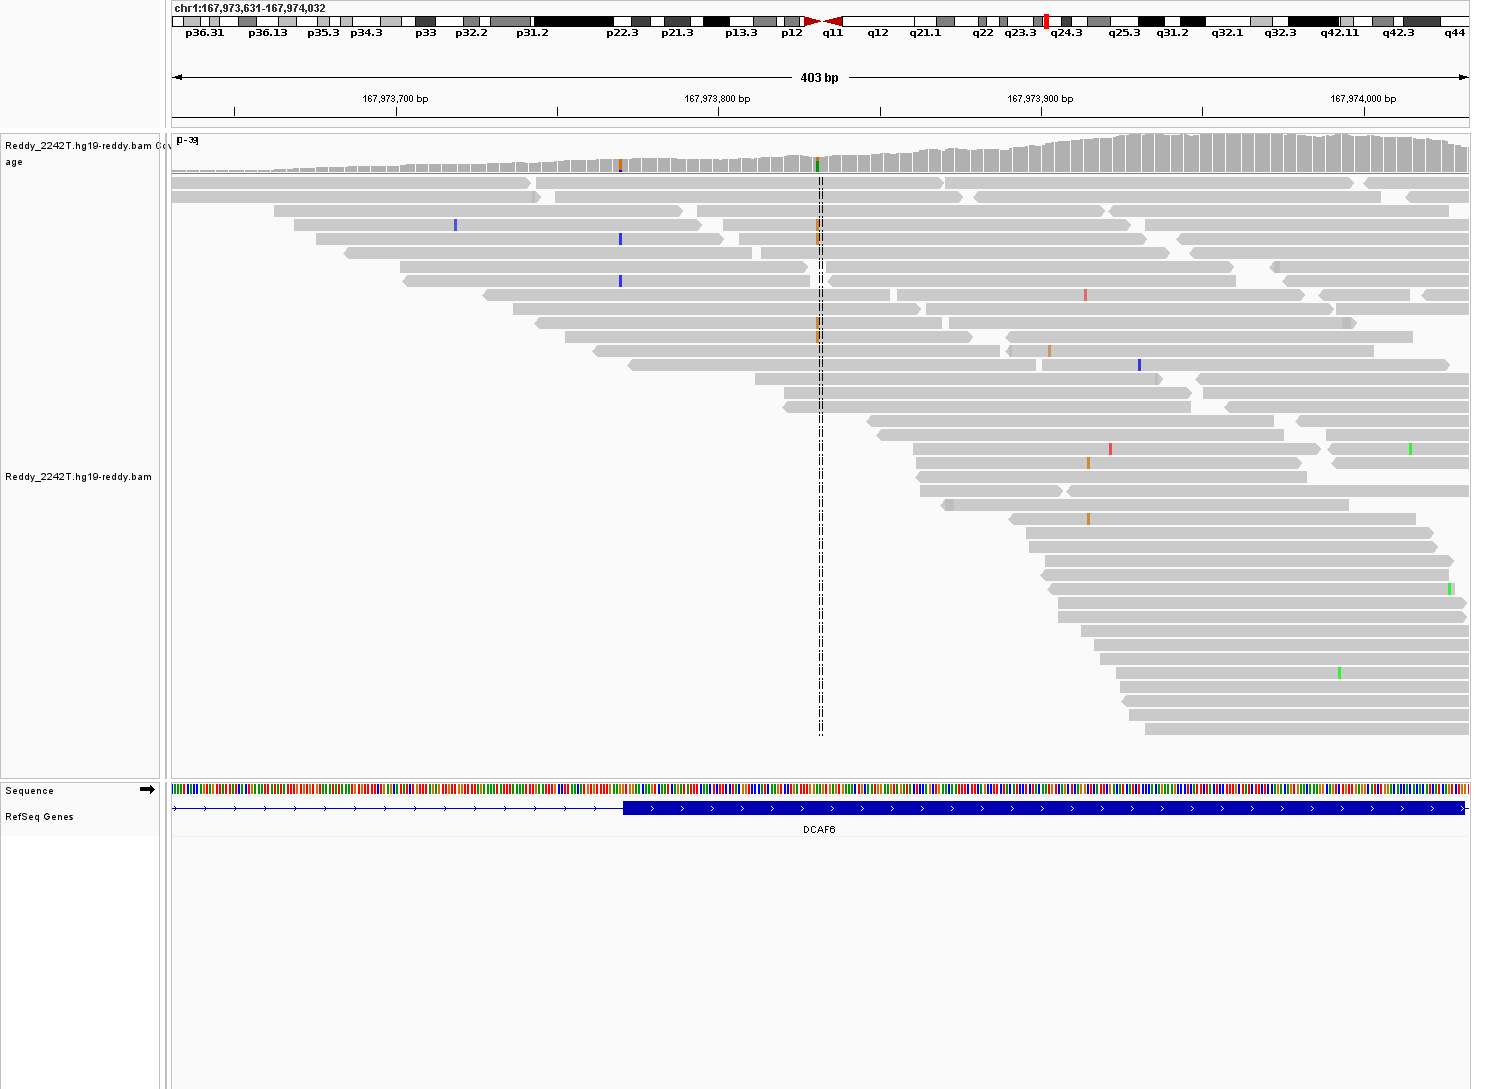 chr1:167,973,631-167,974,032
p36.31 p36.13 p35.3 p34.3 p33 p32.2 p31.2 p22.3 p21.3 p13.3 p12 q11 q12 q21.1 q22 q23.3 q24.3 q25.3 q31.2 q32.1 q32.3 q42.11 q42.3 q44
403 bp
167,973,700 bp 167,973,800 bp 167,973,900 bp 167,974,000 bp
[0-39]
Reddy_2242T.hg19-reddy.bam Cov
age
Reddy_2242T.hg19-reddy.bam
Sequence
RefSeq Genes
DCAF6